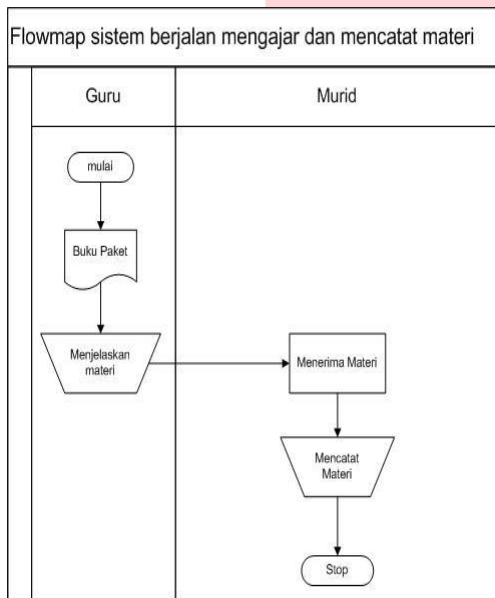 Flowmap sistem berjalan mengajar dan mencatat materi
Guru
Murid
mulai
Buku Paket
Menjelaskan
materi
Menerima Materi
Mencatat
Materi
Stop